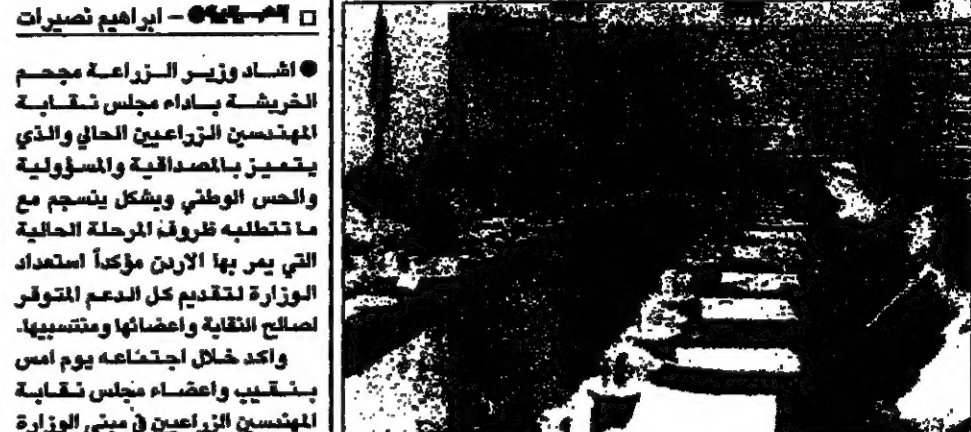 – ابراهيم نصيرات
● اشاد وزير الزراعة مجحم
الخريشة باداء مجلس نقابة
المهندسين الزراعيين الحالي والذي
يتميز بالمصداقية والمسؤولية
والحس الوطني وبشكل ينسجم مع
ما تتطلبه ظروف المرحلة الحالية
التي يمر بها الاردن مؤكداً استعداد
الوزارة لتقديم كل الدعم المتوفر
لصالح النقابة واعضائها ومنتسبيها.
واكد خلال اجتماعه يوم امس
بنقيب واعضاء مجلس نقابة
المهندسين الزراعيين في مبنى الوزارة